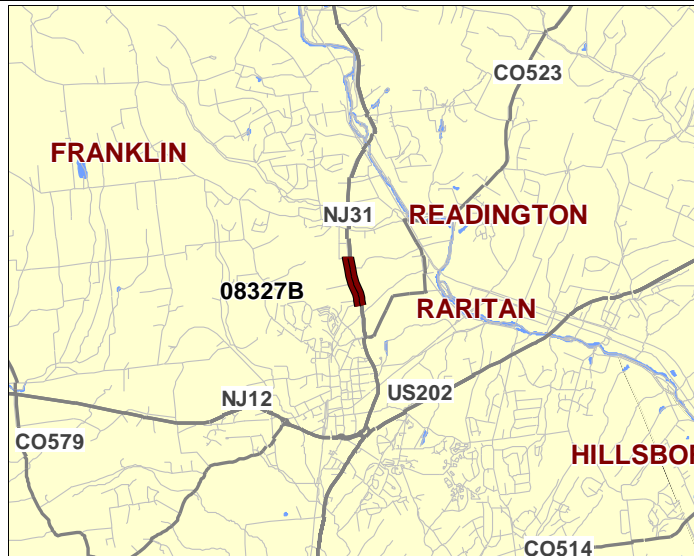 CO523
FRANKLIN
NJ31
READINGTON
08327B
RARITAN
NJ12
US202
CO579
HILLSBO
CO514